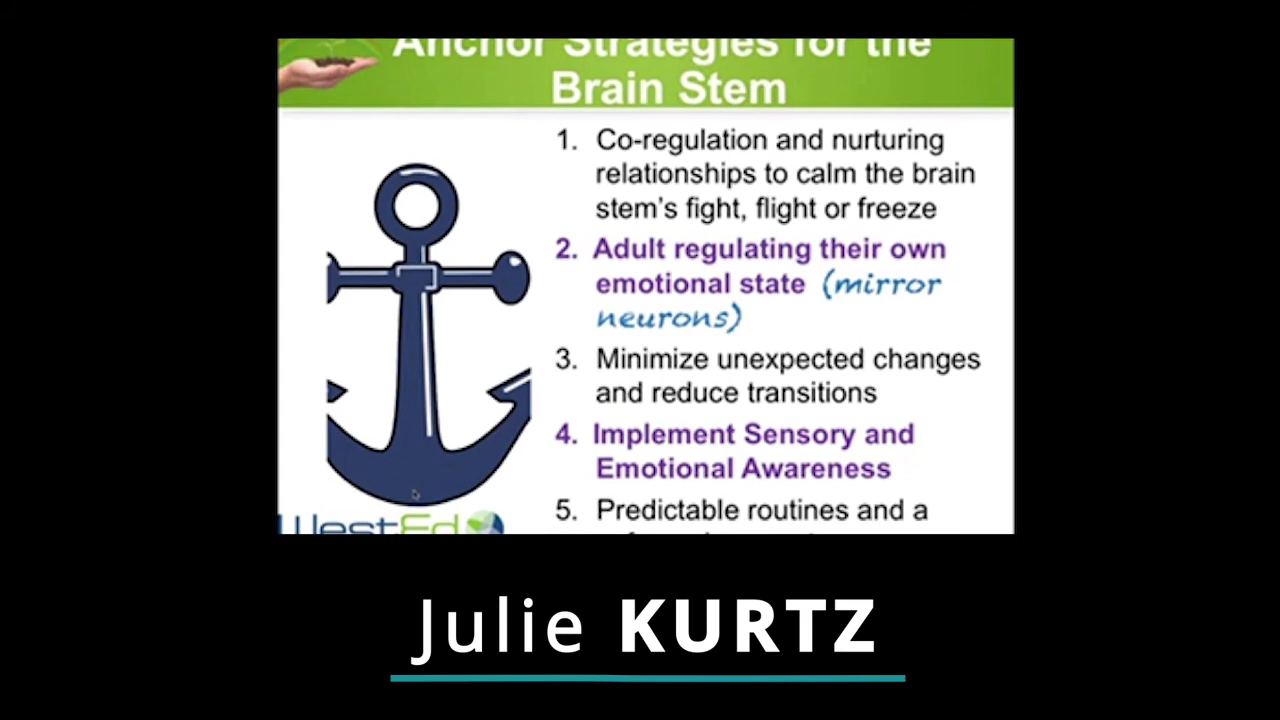 Anchor Strategies for the
Brain Stem
1. Co-regulation and nurturing
relationships to calm the brain
stem's fight, flight or freeze
2. Adult regulating their own
emotional state (mirror
neurons)
3. Minimize unexpected changes
and reduce transitions
4. Implement Sensory and
Emotional Awareness
5. Predictable routines and a
WestEd
Julie KURTZ